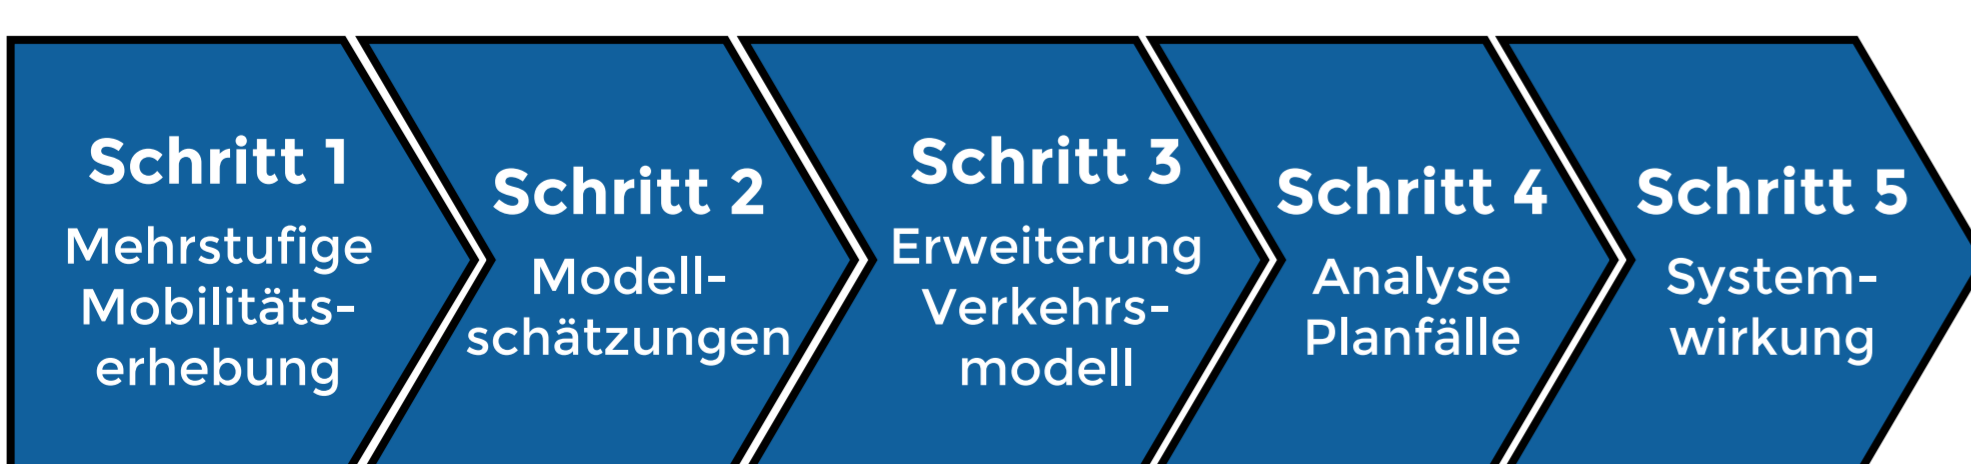 Schritt 1
Mehrstufige
Mobilitäts-
erhebung
Schritt 2
Modell-
schätzungen
Schritt 3
Erweiterung
Verkehrs-
modell
Schritt 4
Analyse
Planfälle
Schritt 5
System-
wirkung